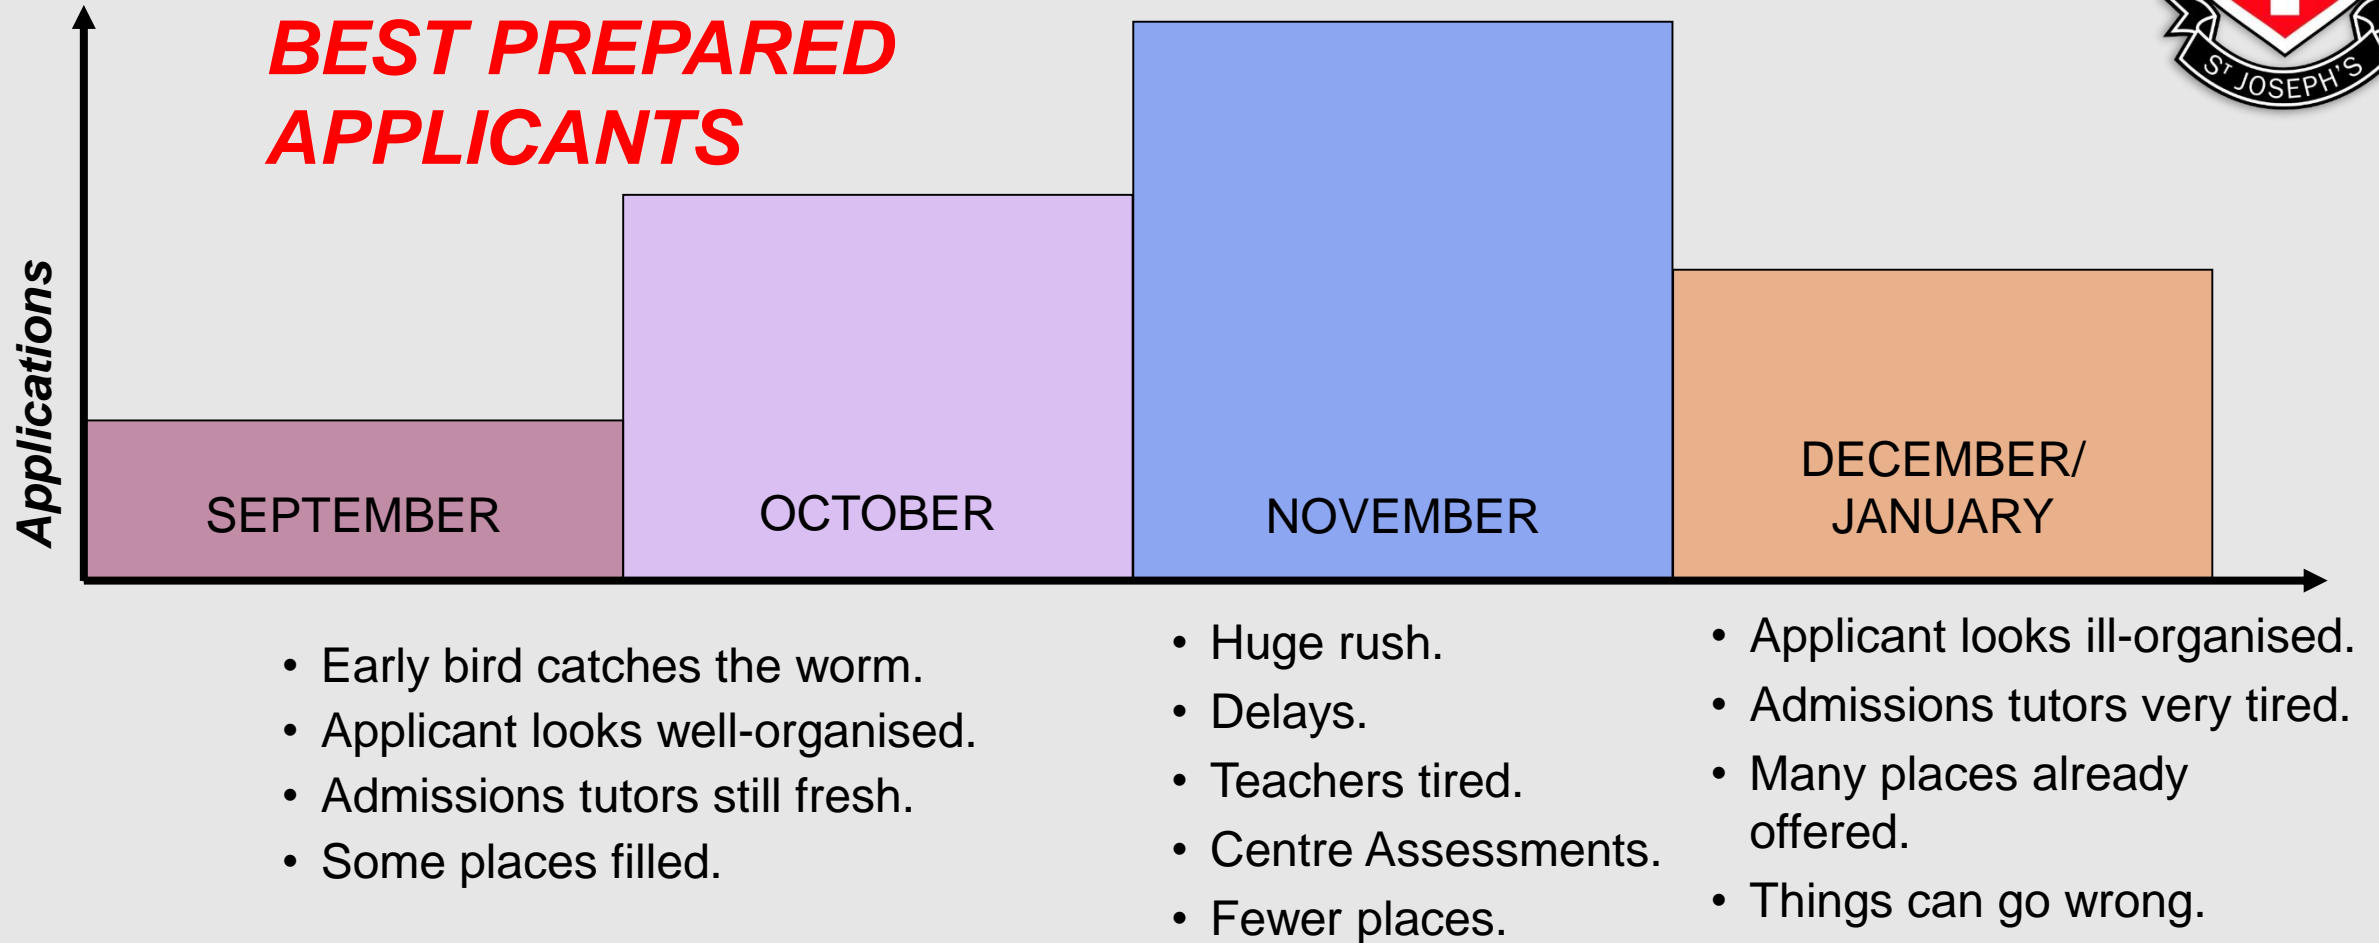 BEST PREPARED
APPLICANTS
ST JOSEPH'S
Applications
SEPTEMBER
OCTOBER
NOVEMBER
DECEMBER/
JANUARY
• Early bird catches the worm.
• Applicant looks well-organised.
• Admissions tutors still fresh.
• Some places filled.
• Huge rush.
• Delays.
• Teachers tired.
• Centre Assessments.
• Fewer places.
• Applicant looks ill-organised.
• Admissions tutors very tired.
• Many places already
offered.
• Things can go wrong.